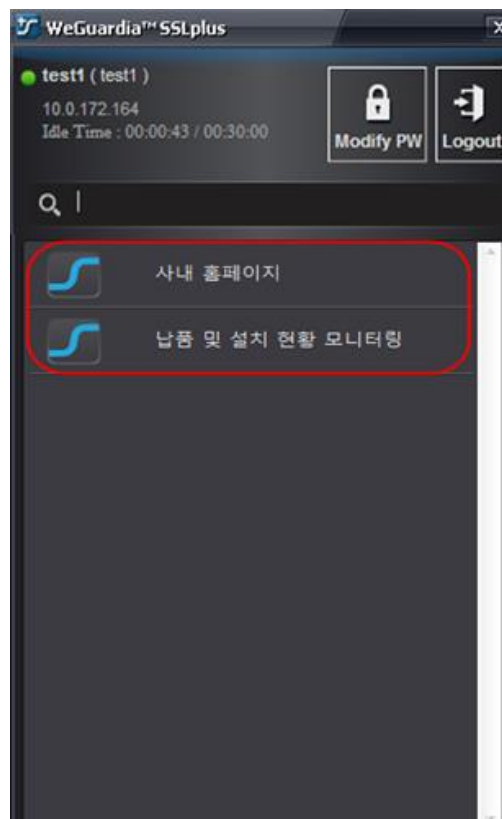 WeGuardia™ SSLplus
test1 ( test1 )
10.0.172.164
Idle Time : 00:00:43 / 00:30:00
Modify PW
Logout
사내 홈페이지
납품 및 설치 현황 모니터링